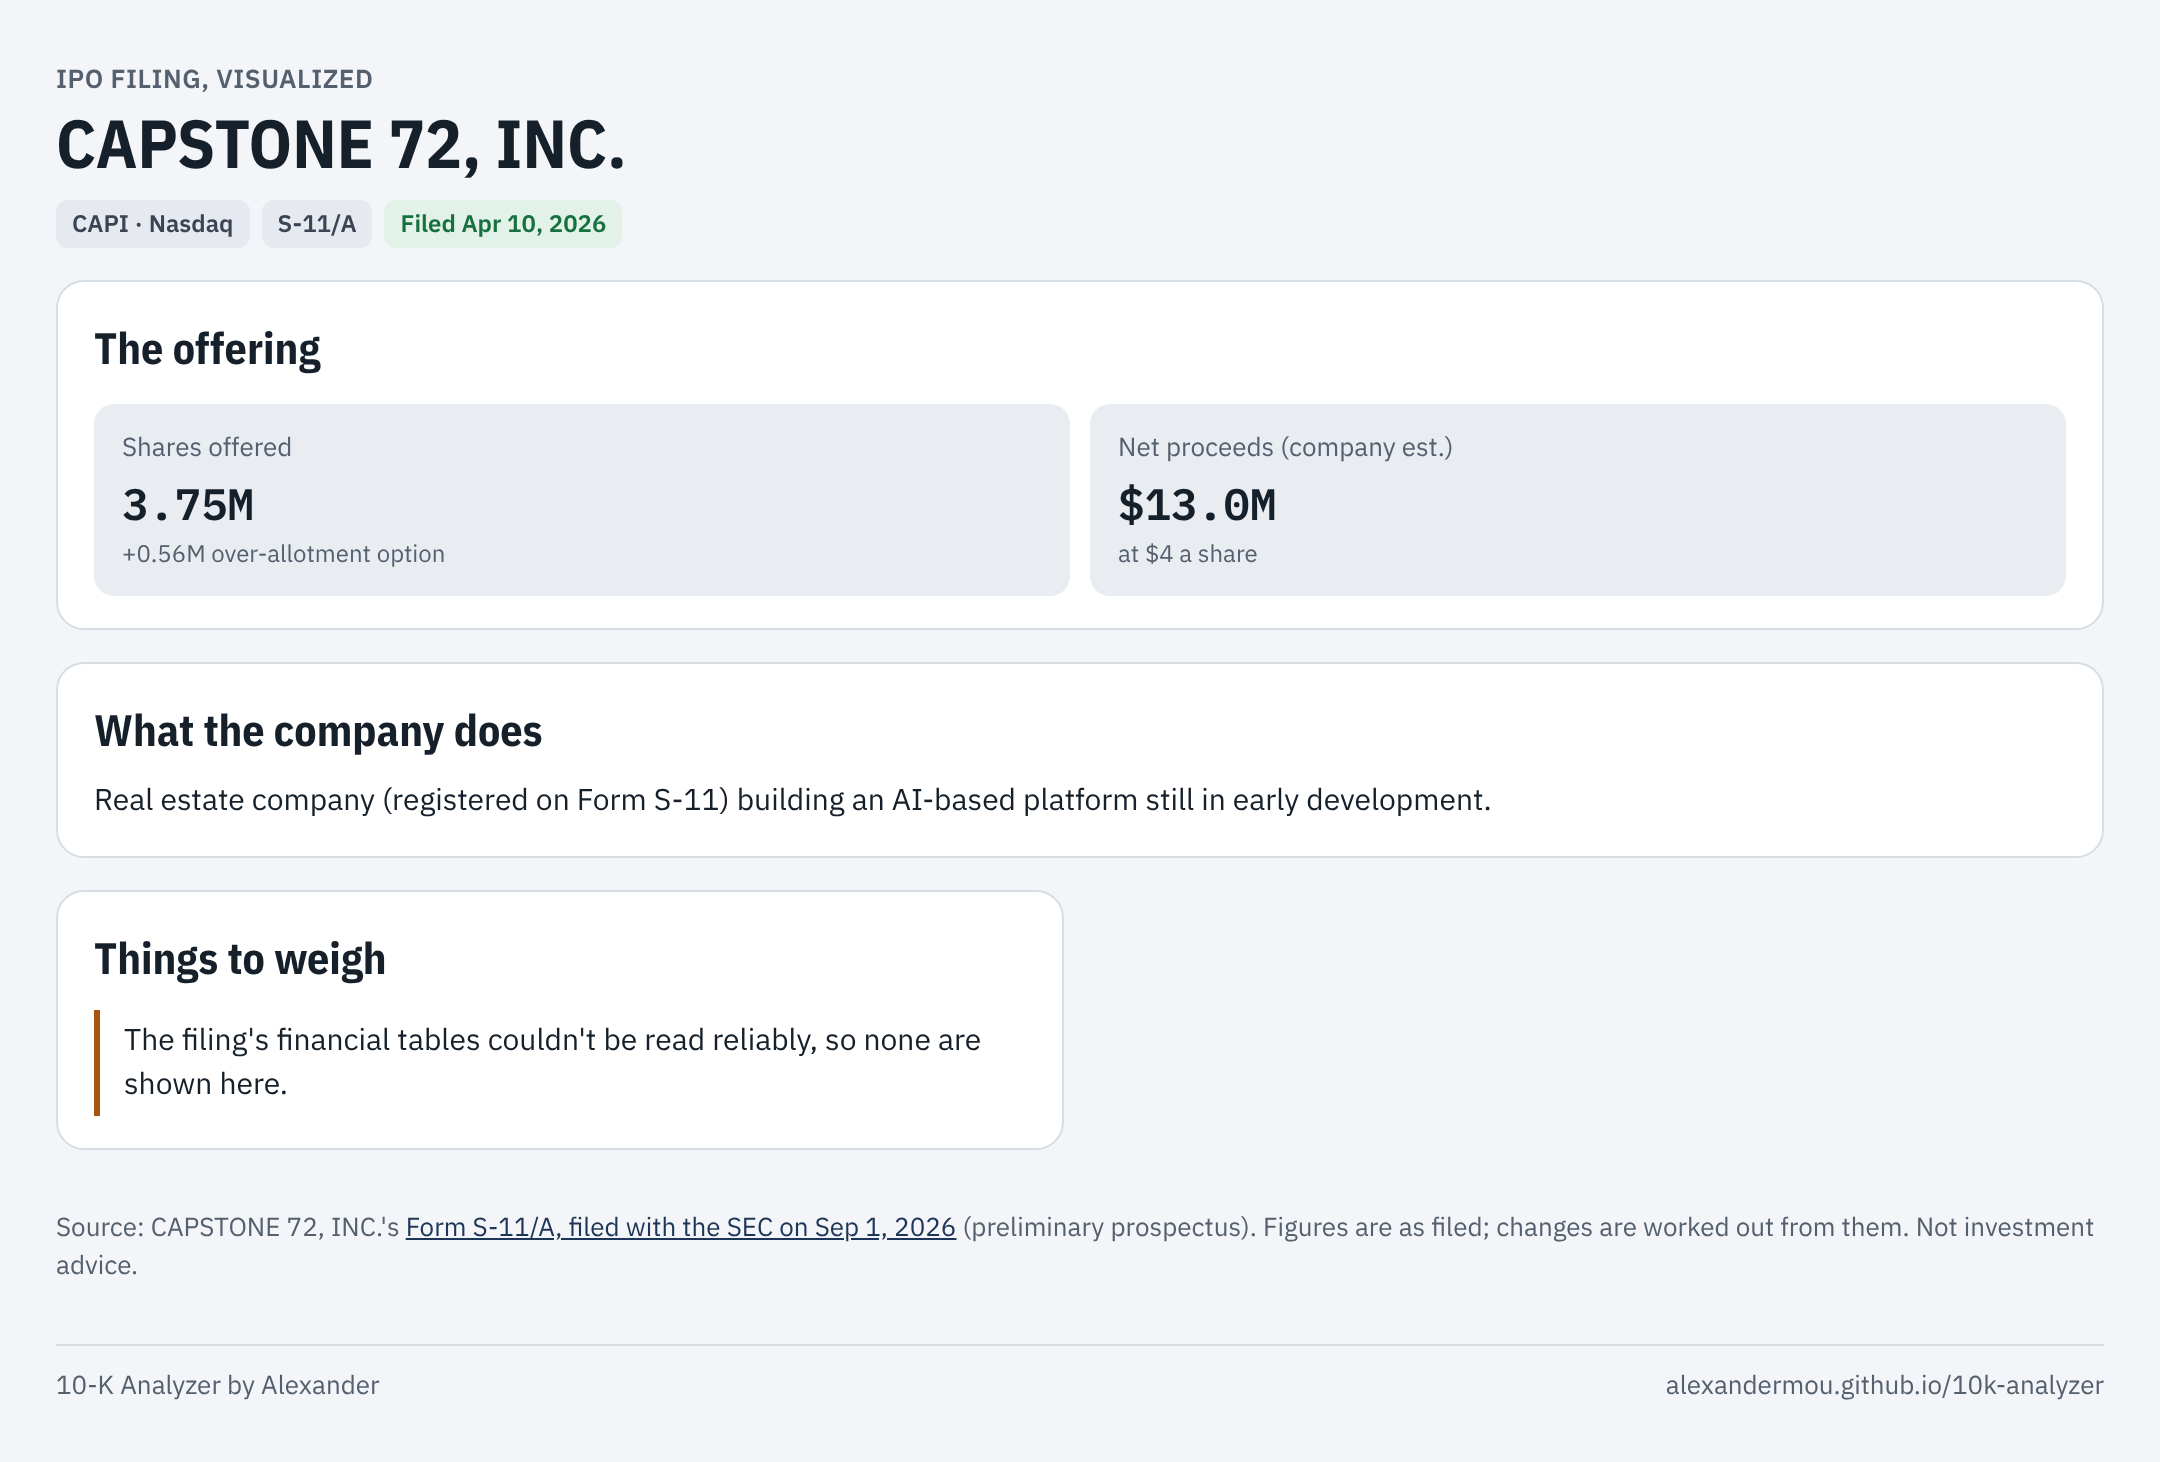 IPO FILING, VISUALIZED
CAPSTONE 72, INC.
CAPI · Nasdaq
S-11/A
Filed Apr 10, 2026
The offering
Shares offered
3.75M
+0.56M over-allotment option
Net proceeds (company est.)
$13.0M
at $4 a share
What the company does
Real estate company (registered on Form S-11) building an AI-based platform still in early development.
Things to weigh
The filing's financial tables couldn't be read reliably, so none are
shown here.
Source: CAPSTONE 72, INC.'s Form S-11/A, filed with the SEC on Sep 1, 2026 (preliminary prospectus). Figures are as filed; changes are worked out from them. Not investment
advice.
10-K Analyzer by Alexander
alexandermou.github.io/10k-analyzer